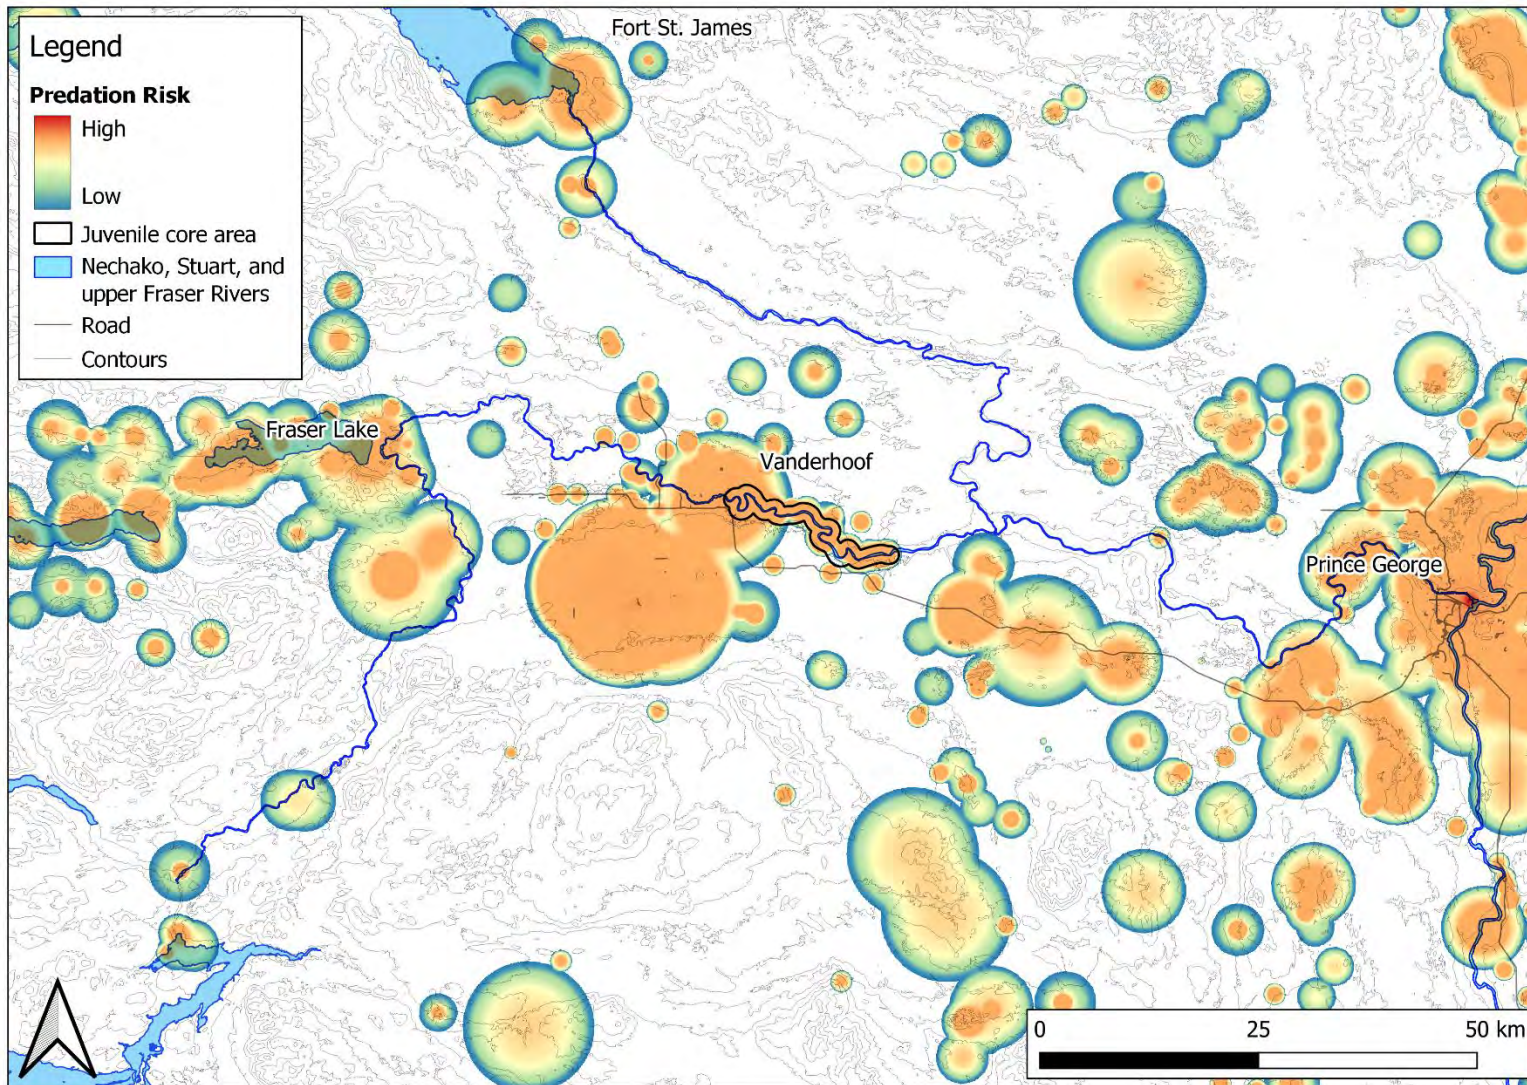 Fort St. James
Legend
Predation Risk
High
Low
Juvenile core area
Nechako, Stuart, and
upper Fraser Rivers
Road
Contours
Fraser Lake
Vanderhoof
Prince George
0 25 50 km